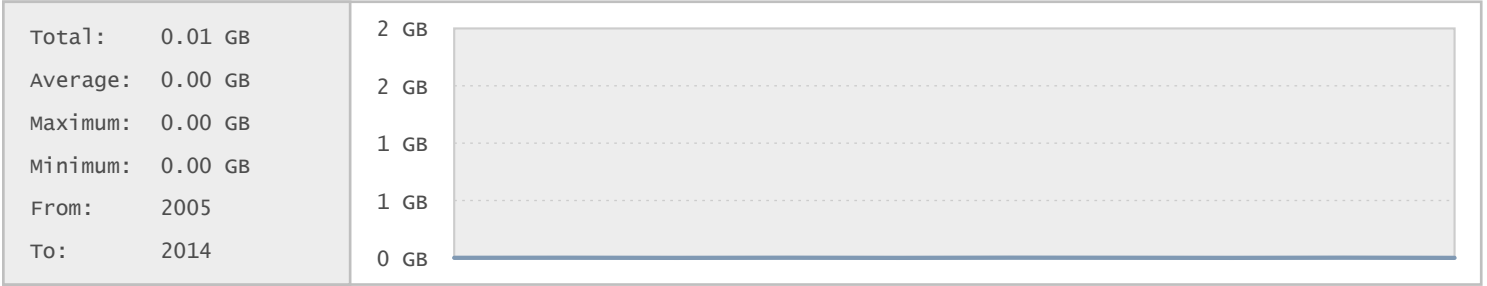 Total: 0.01 GB
Average: 0.00 GB
Maximum: 0.00 GB
Minimum: 0.00 GB
From: 2005
To: 2014
2 GB
2 GB
1 GB
1 GB
0 GB